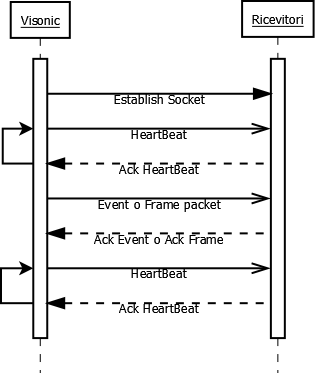 Visonic
Ricevitori
Establish Socket
HeartBeat
Ack HeartBeat
Event o Frame packet
Ack Event o Ack Frame
HeartBeat
Ack HeartBeat